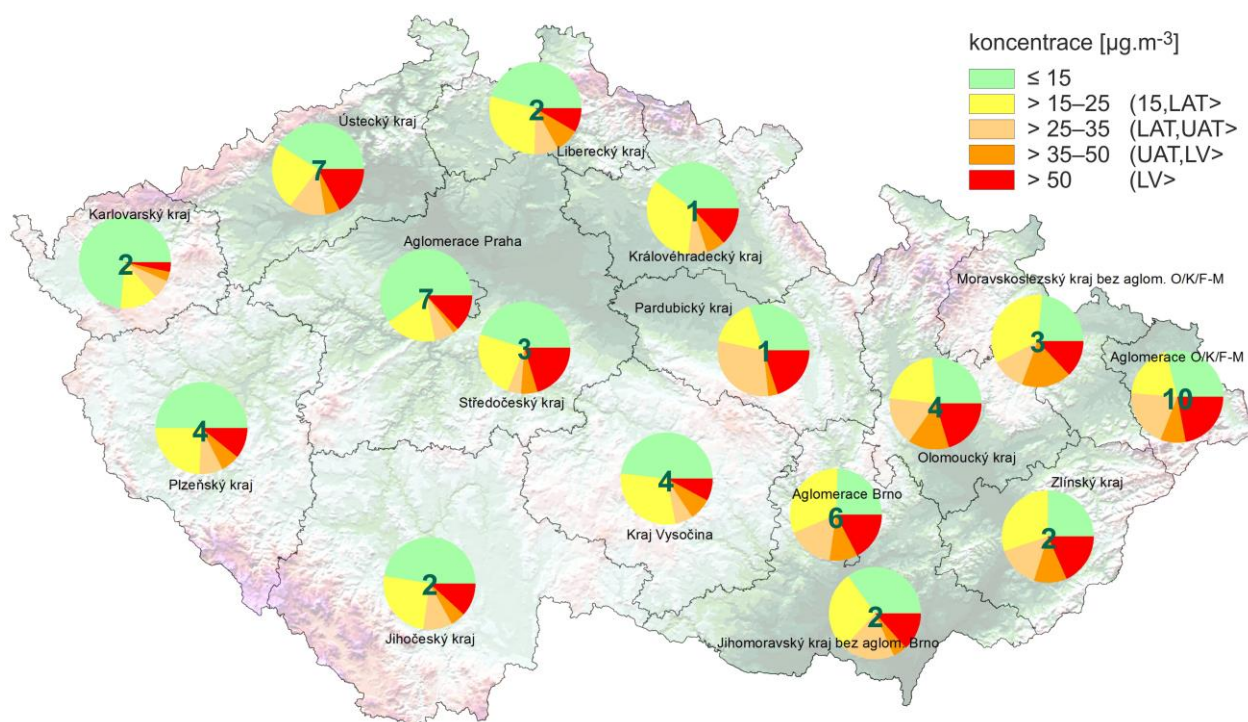 koncentrace [µg.m-3]
≤ 15
> 15–25 (15,LAT>
> 25–35 (LAT,UAT>
> 35–50 (UAT,LV>
> 50 (LV>
2
Liberecký kraj
Ústecký kraj
7
Karlovarský kraj
2
1
Královéhradecký kraj
Aglomerace Praha
7
3
Středočeský kraj
Pardubický kraj
1
Moravskoslezský kraj bez aglom. O/K/F-M
3
Aglomerace O/K/F-M
10
4
Olomoucký kraj
4
Plzeňský kraj
4
Kraj Vysočina
Aglomerace Brno
6
Zlínský kraj
2
2
Jihočeský kraj
2
Jihomoravský kraj bez aglom. Brno